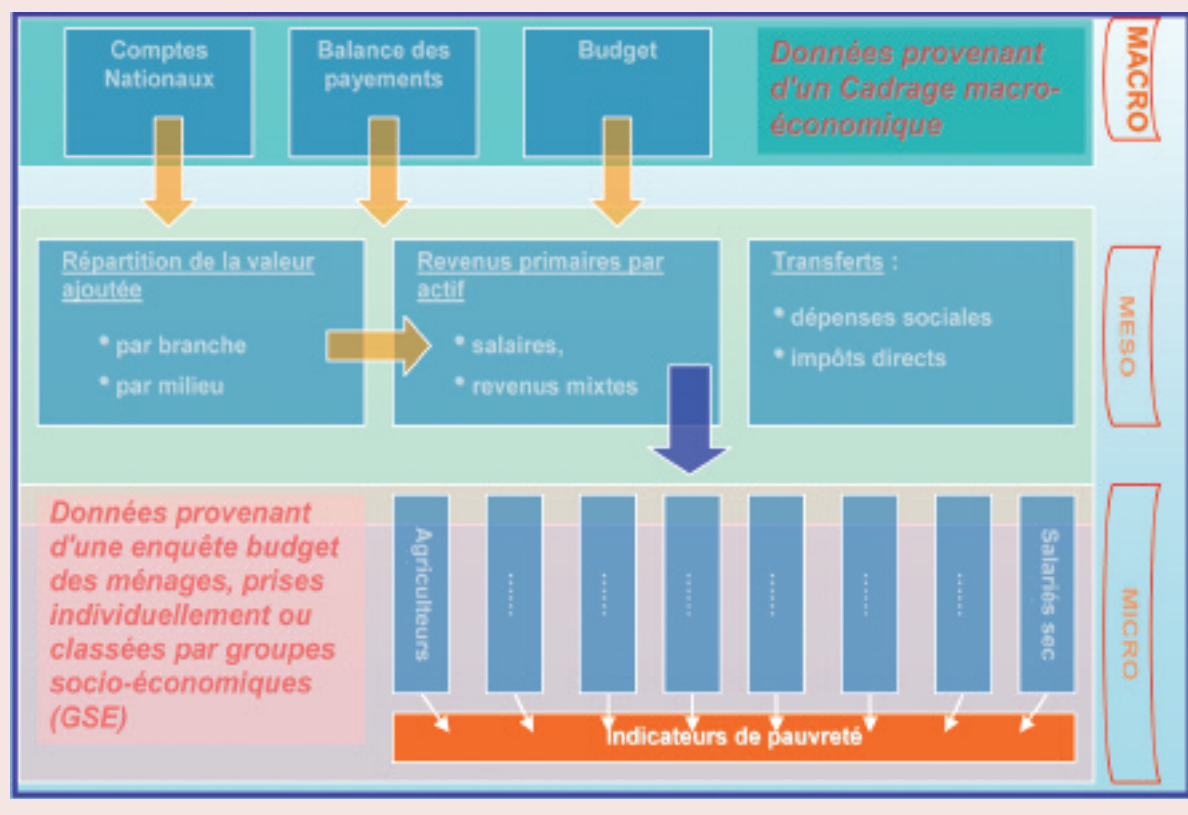 Comptes
Nationaux
Balance des
payements
Budget
Données provenant
d'un Cadrage macro-
économique
MACRO
Répartition de la valeur
ajoutée
• par branche
• par milieu
Revenus primaires par
actif
• salaires,
• revenus mixtes
Transferts :
• dépenses sociales
• impôts directs
MESO
Données provenant
d'une enquête budget
des ménages, prises
individuellement ou
classées par groupes
socio-économiques
(GSE)
Agriculteurs
......
......
......
......
......
......
Salariés sec
MICRO
Indicateurs de pauvreté